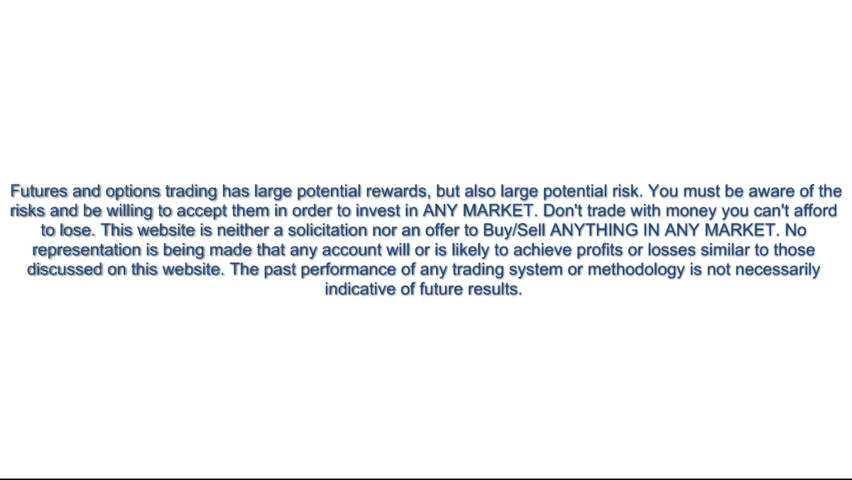 Futures and options trading has large potential rewards, but also large potential risk. You must be aware of the
risks and be willing to accept them in order to invest in ANY MARKET. Don't trade with money you can't afford
to lose. This website is neither a solicitation nor an offer to Buy/Sell ANYTHING IN ANY MARKET. No
representation is being made that any account will or is likely to achieve profits or losses similar to those
discussed on this website. The past performance of any trading system or methodology is not necessarily
indicative of future results.